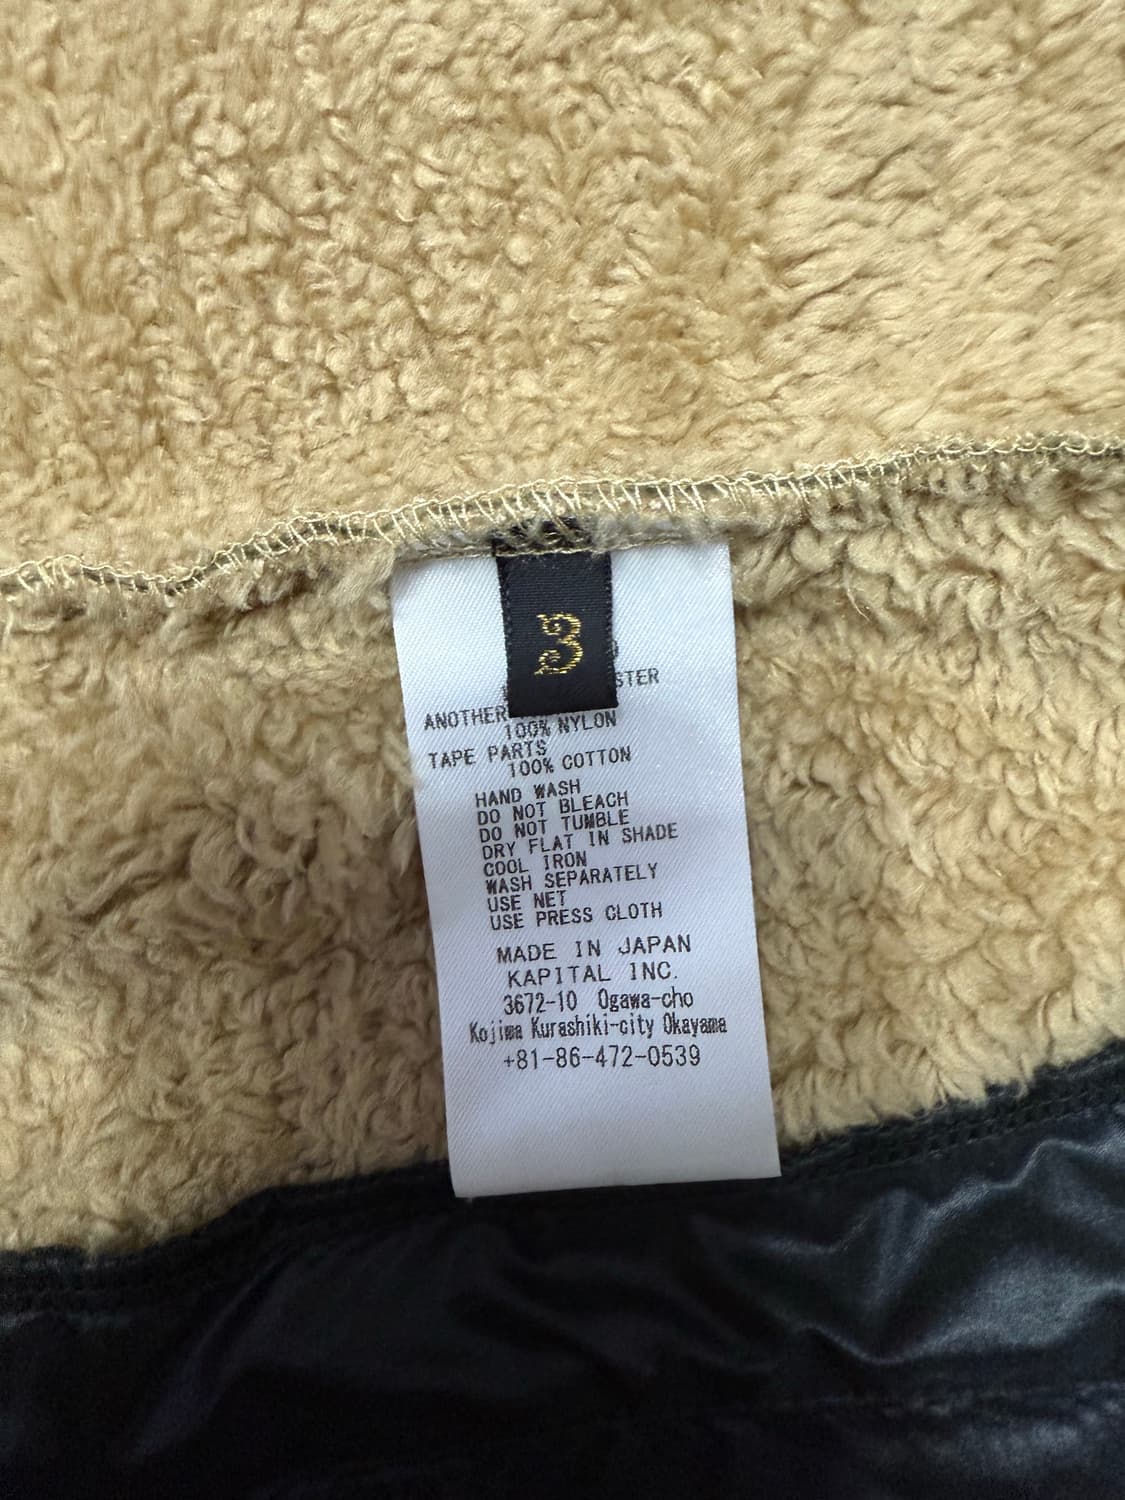 3
ANOTHER
100% NYLON
TAPE PARTS
100% COTTON
HAND WASH
DO NOT BLEACH
DO NOT TUMBLE
DRY FLAT IN SHADE
COOL IRON
WASH SEPARATELY
USE NET
USE PRESS CLOTH
MADE IN JAPAN
KAPITAL INC.
3672-10 Ogawa-cho
Kojima Kurashiki-city Okayama
+81-86-472-0539